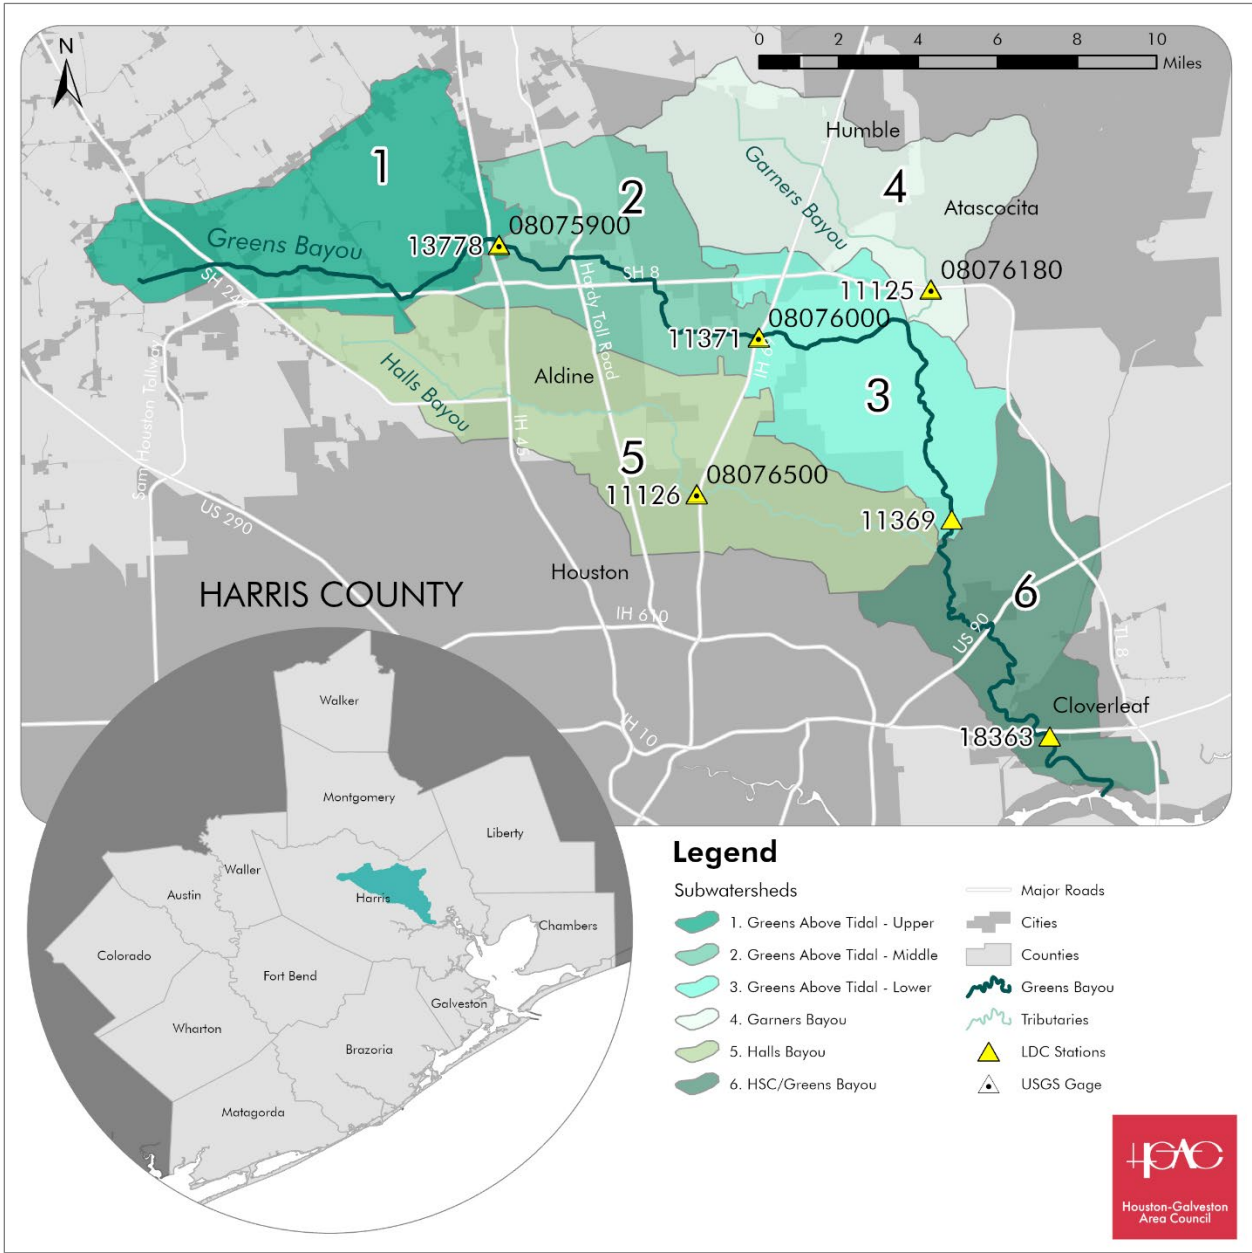 N
0 2 4 6 8 10
Miles
1
2
Humble
4
Garners Bayou
Atascocita
Greens Bayou
13778
08075900
SH 249
SH 8
Hardy Toll Road
08076180
11125
08076000
11371
IH 69
Sam Houston Tollway
Halls Bayou
Aldine
3
IH 45
5
08076500
11126
11369
US 290
Houston
HARRIS COUNTY
6
IH 610
US 90
TL 8
Cloverleaf
IH 10
18363
Walker
Montgomery
Liberty
Waller
Austin
Harris
Chambers
Colorado
Fort Bend
Galveston
Wharton
Brazoria
Matagorda
Legend
Subwatersheds
1. Greens Above Tidal - Upper
2. Greens Above Tidal - Middle
3. Greens Above Tidal - Lower
4. Garners Bayou
5. Halls Bayou
6. HSC/Greens Bayou
Major Roads
Cities
Counties
Greens Bayou
Tributaries
LDC Stations
USGS Gage
HGAC
Houston-Galveston
Area Council